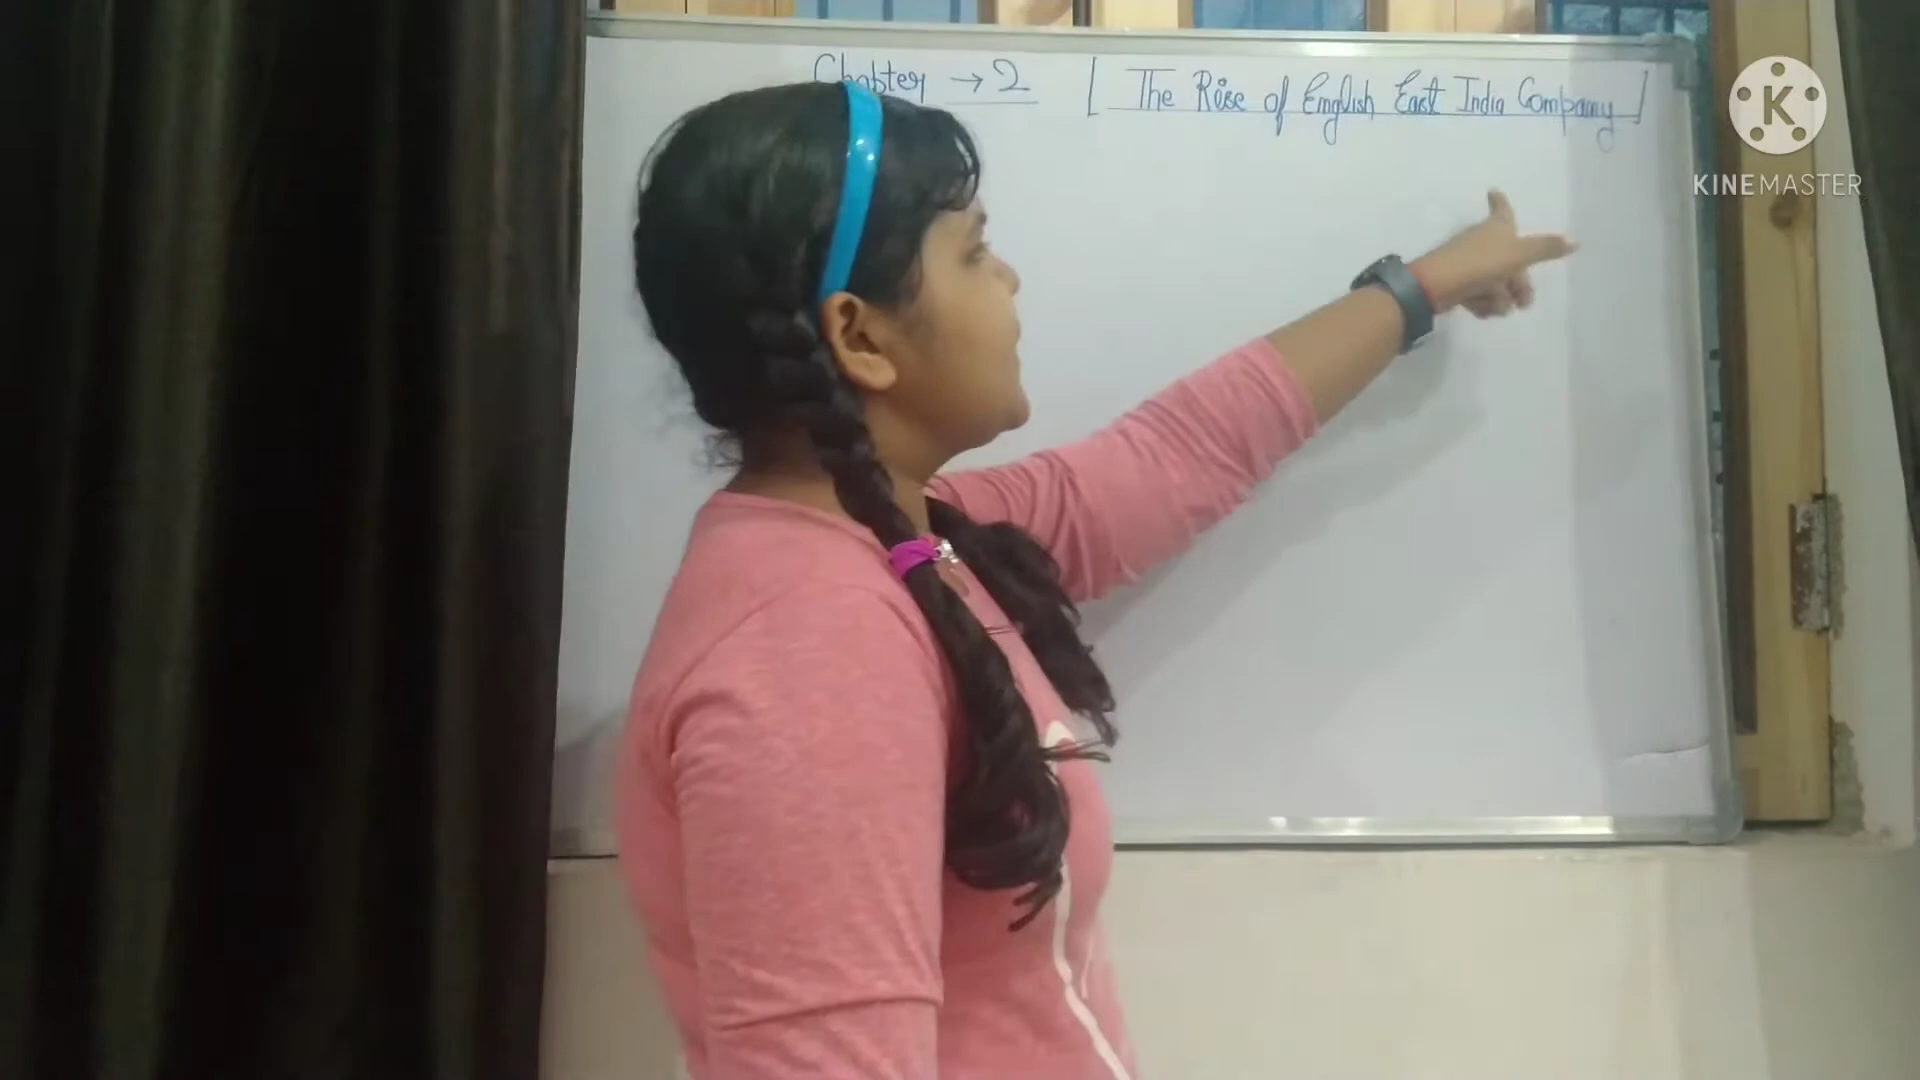 Chapter → 2 [ The Rise of English East India Company ]
K
KINEMASTER